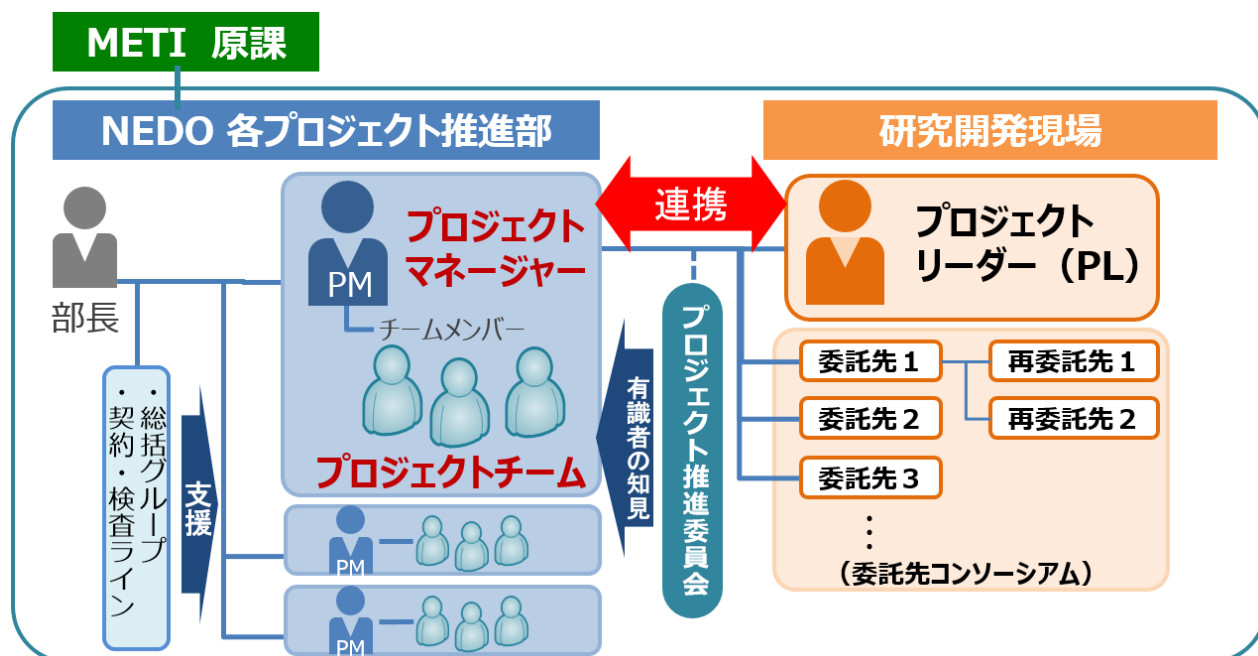 METI 原課
NEDO 各プロジェクト推進部
研究開発現場
部長
・総括グループ
・契約・検査ライン
支援
PM
プロジェクト
マネージャー
チームメンバー
プロジェクトチーム
PM
PM
連携
有識者の知見
プロジェクト推進委員会
プロジェクト
リーダー（PL）
委託先１
再委託先１
委託先２
再委託先２
委託先３
⋮
（委託先コンソーシアム）